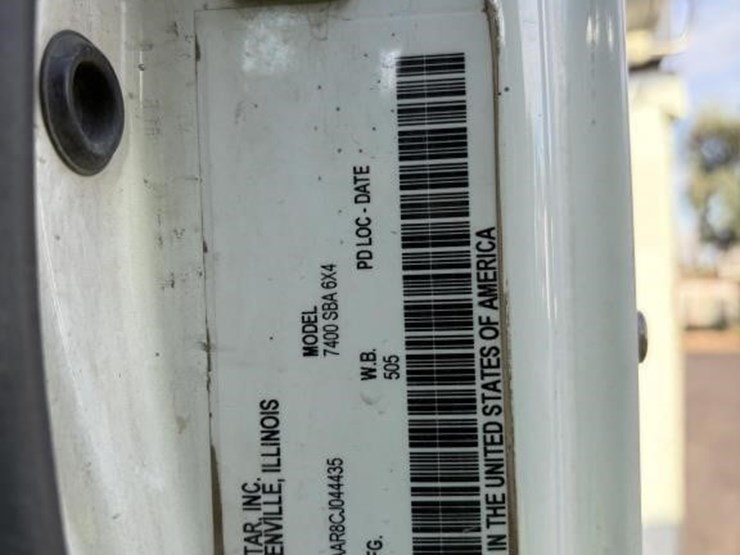 TAR, INC.
ENVILLE, ILLINOIS
MODEL
7400 SBA 6X4
AR8CJ044435
W.B.
505
PD LOC - DATE
FG.
IN THE UNITED STATES OF AMERICA